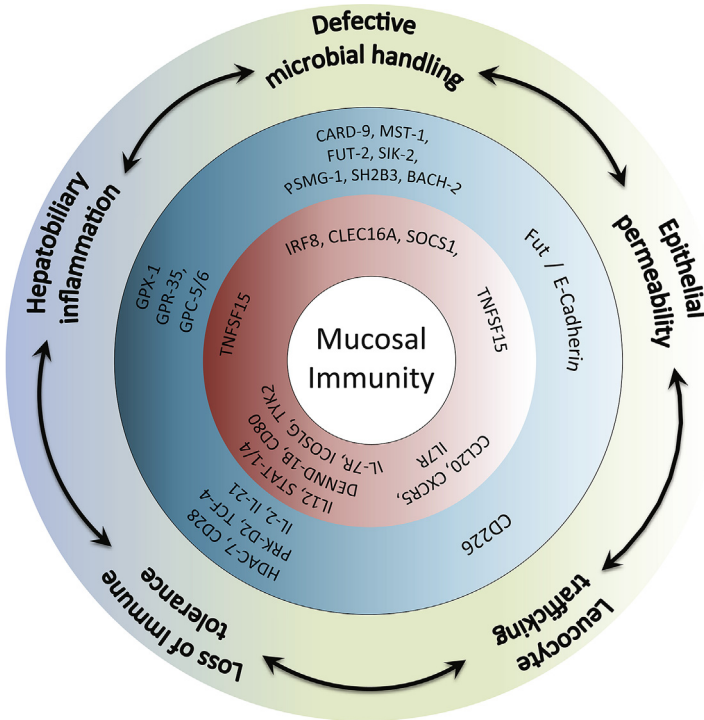 Defective
microbial handling
Epithelial
permeability
Leucocyte
trafficking
Loss of Immune
tolerance
Hepatobiliary
inflammation
CARD-9, MST-1,
FUT-2, SIK-2,
PSMG-1, SH2B3, BACH-2
Fut / E-Cadherin
CD226
HDAC-7, CD28
PRK-D2, TCF-4
IL-2, IL-21
GPX-1
GPR-35,
GPC-5/6
IRF8, CLEC16A, SOCS1,
TNFSF15
CCL20, CXCR5,
IL7R
IL12, STAT-1/4
DENND-1B, CD80
IL-7R, ICOSLG, TYK2
TNFSF15
Mucosal
Immunity